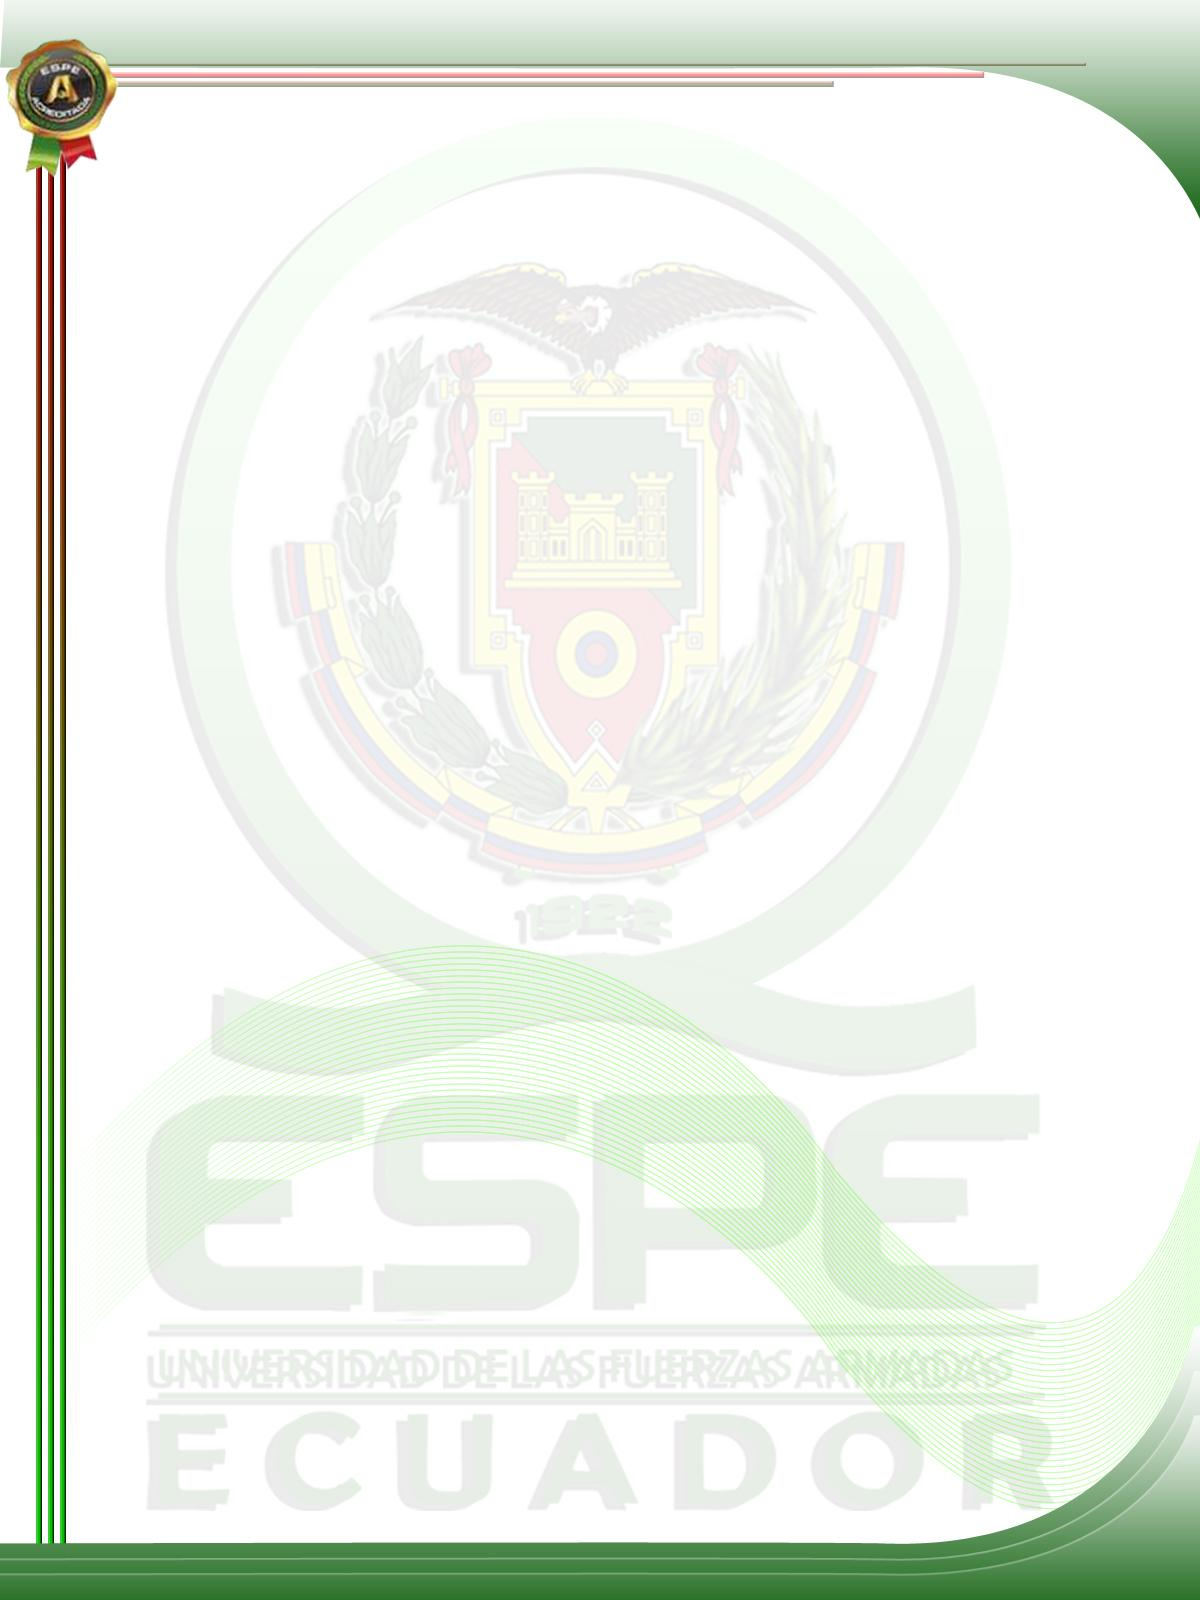 ESPE
A
ACREDITADA
1922
ESPE
UNIVERSIDAD DE LAS FUERZAS ARMADAS
ECUADOR